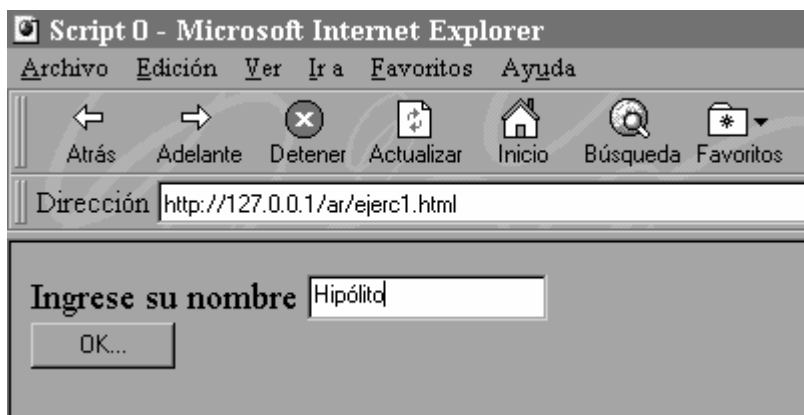 Script 0 - Microsoft Internet Explorer
Archivo Edición Ver Ir a Favoritos Ayuda
Atrás Adelante Detener Actualizar Inicio Búsqueda Favoritos
Dirección http://127.0.0.1/ar/ejerc1.html
Ingrese su nombre Hipólito
OK...